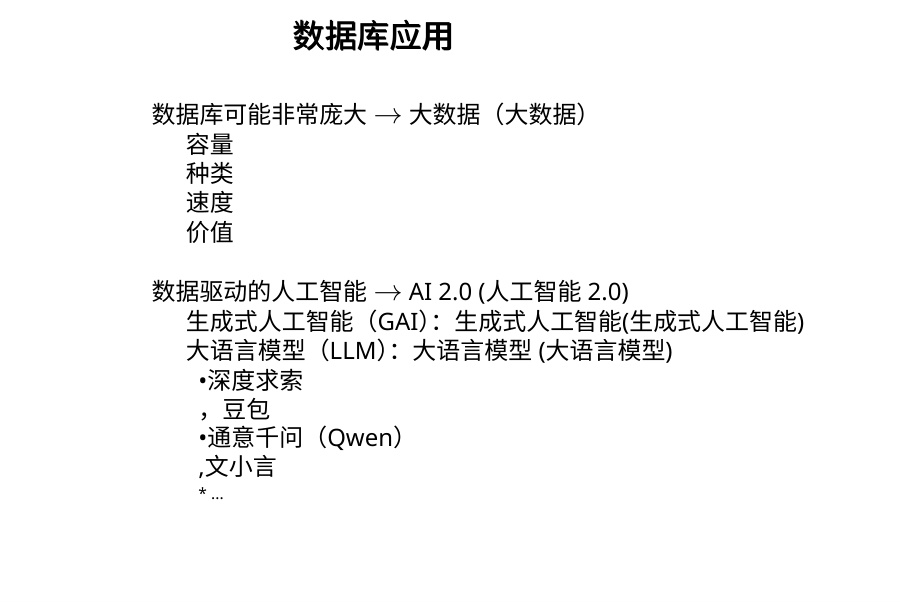 数据库应用
数据库可能非常庞大 → 大数据（大数据）
容量
种类
速度
价值
数据驱动的人工智能 → AI 2.0 (人工智能 2.0)
生成式人工智能（GAI）：生成式人工智能(生成式人工智能)
大语言模型（LLM）：大语言模型 (大语言模型)
•深度求索
，豆包
•通意千问（Qwen）
,文小言
* ...